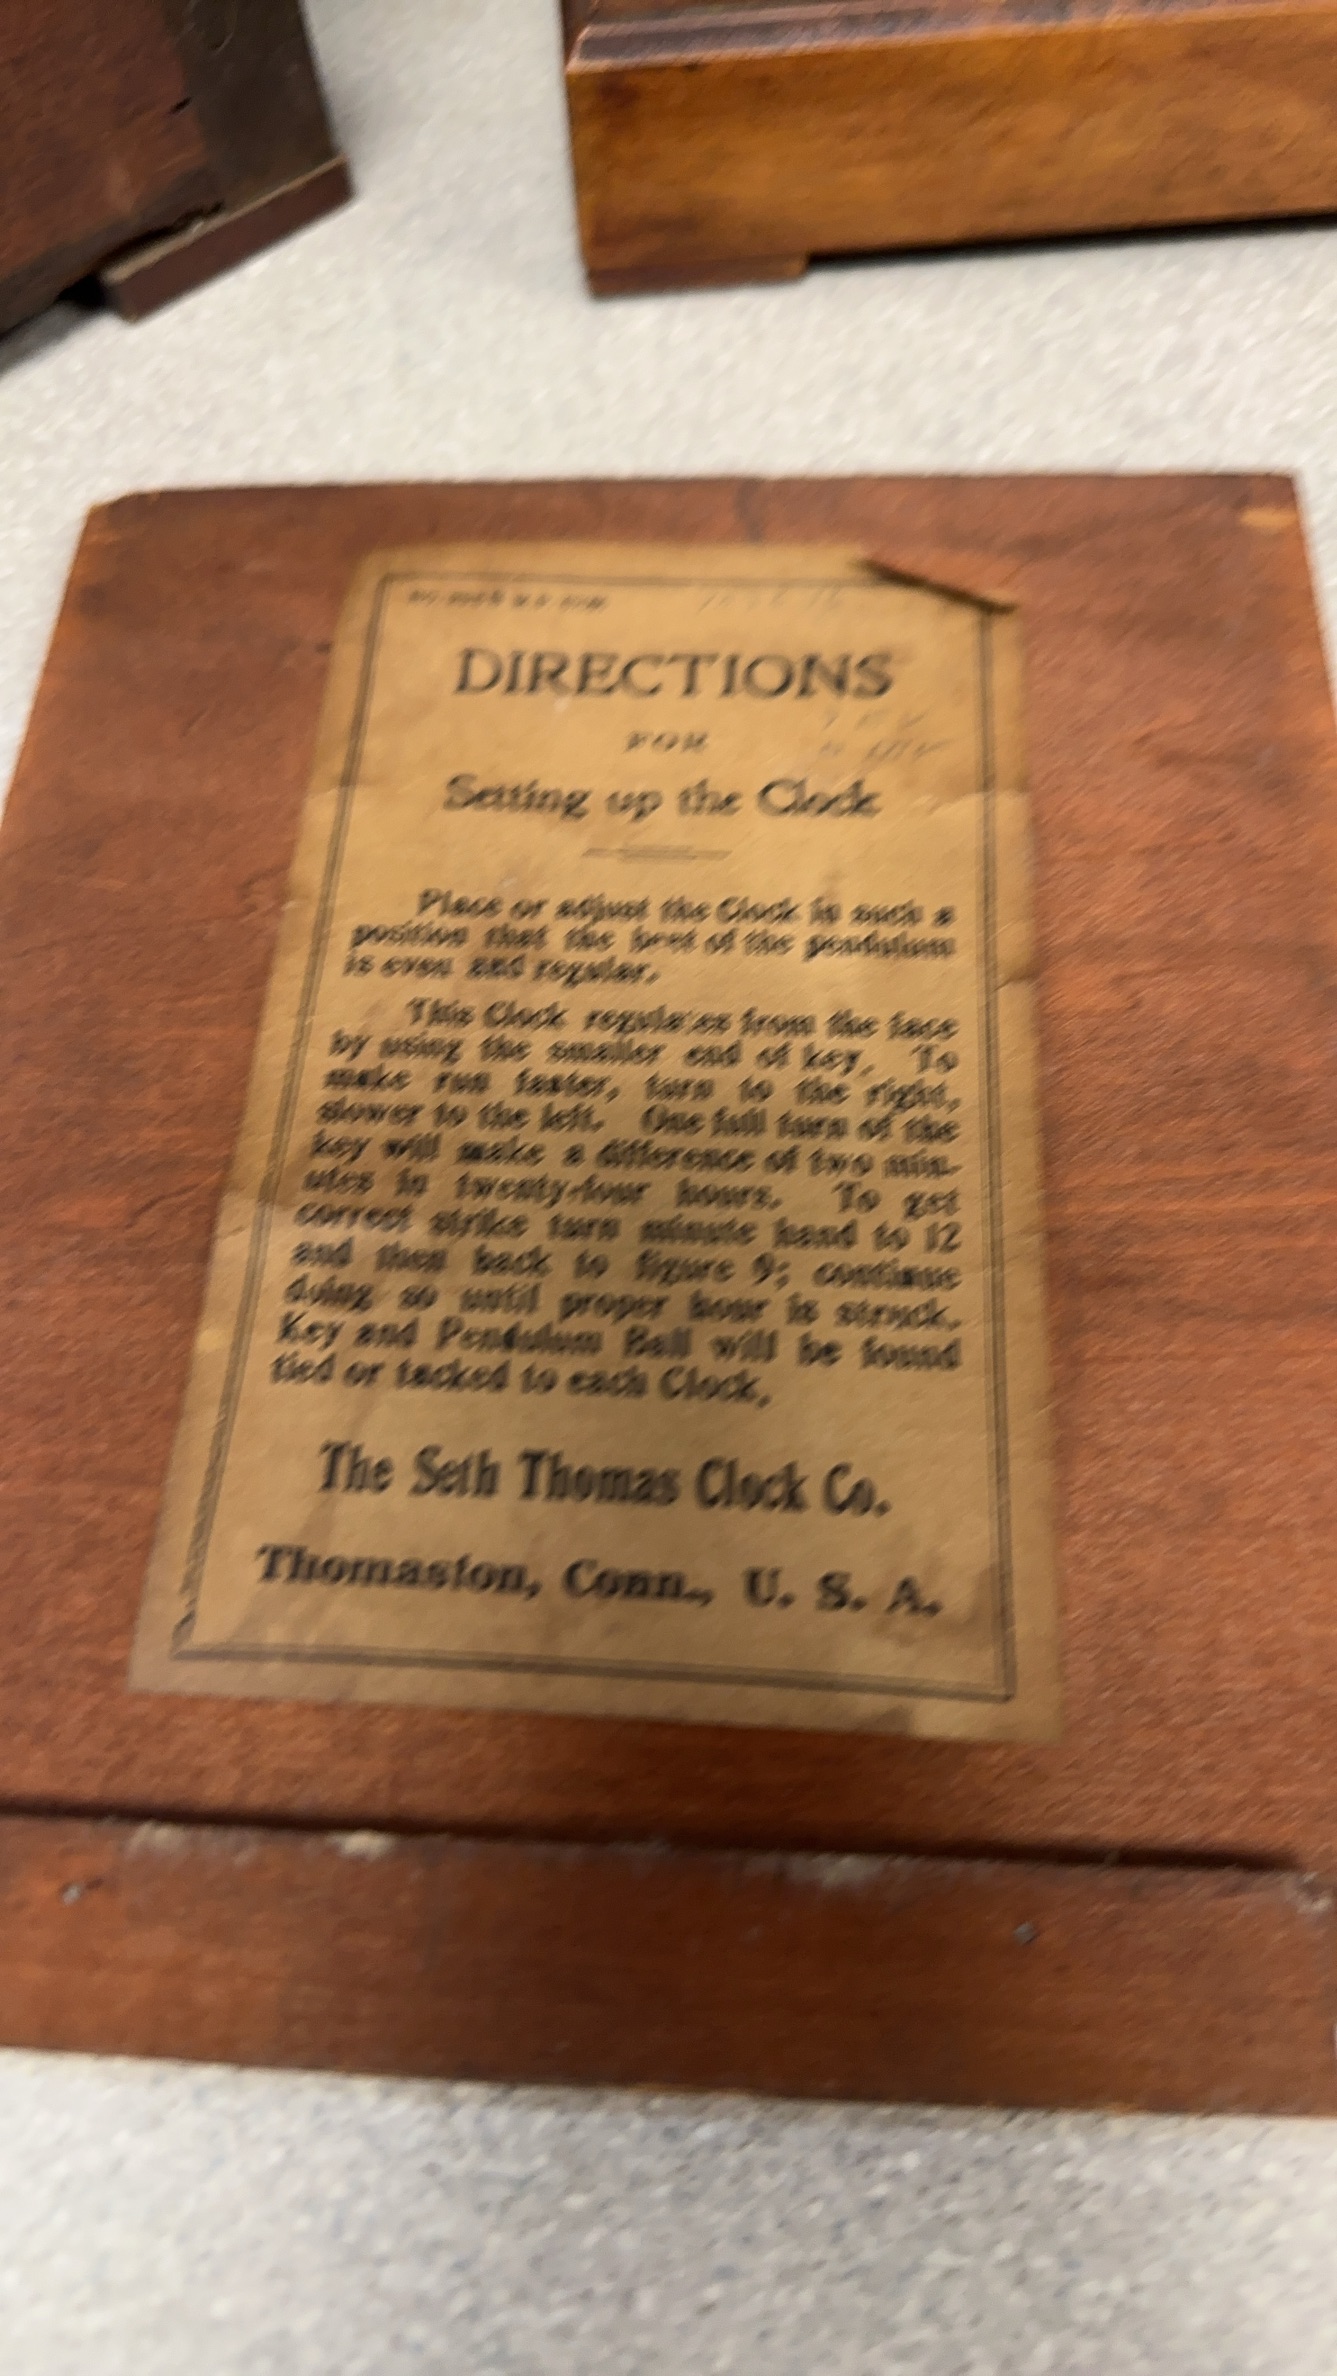 DIRECTIONS
FOR
Setting up the Clock
Place or adjust the Clock in such a
position that the beat of the pendulum
is even and regular.
This Clock regulates from the face
by using the smaller end of key. To
make run faster, turn to the right,
slower to the left. One full turn of the
key will make a difference of two min-
utes in twenty-four hours. To get
correct strike turn minute hand to 12
and then back to figure 9; continue
doing so until proper hour is struck.
Key and Pendulum Ball will be found
tied or tacked to each Clock.
The Seth Thomas Clock Co.
Thomaston, Conn., U. S. A.